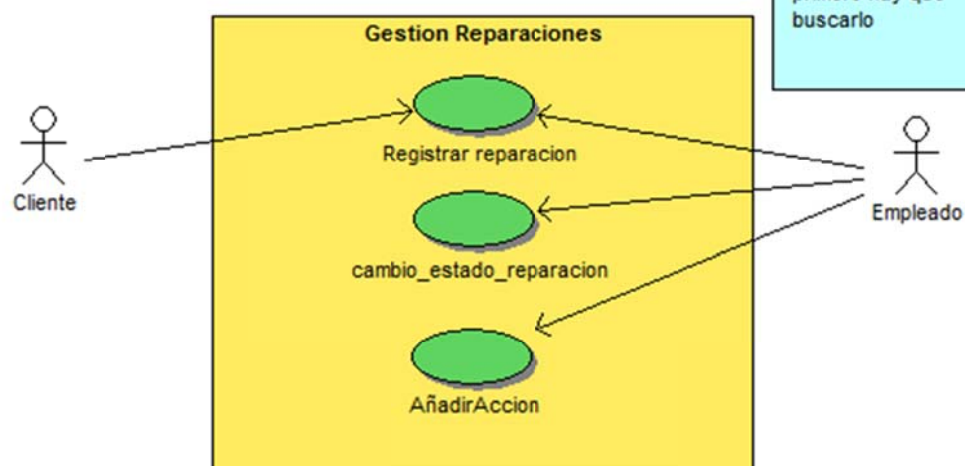 buscarlo
Gestion Reparaciones
Registrar reparacion
Cliente
Empleado
cambio_estado_reparacion
AñadirAccion